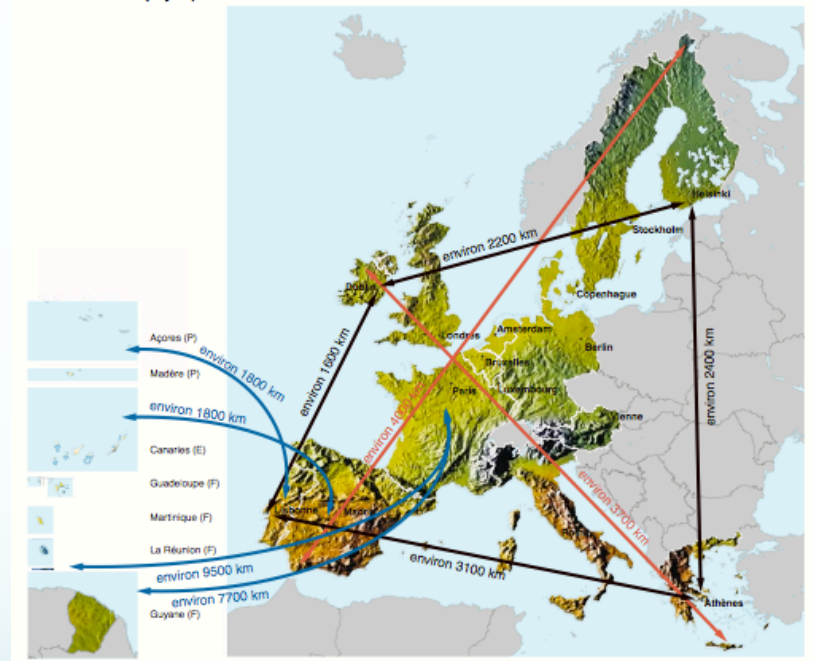 Helsinki
environ 2200 km
Stockholm
Dublin
Copenhague
Açores (P)
environ 1800 km
environ 1600 km
Londres
Amsterdam
Berlin
environ 2400 km
Bruxelles
Madère (P)
Paris
Luxembourg
environ 1800 km
enne
environ 4000 km
Canaries (E)
Guadeloupe (F)
environ 3700 km
Lisbonne
Madrid
Martinique (F)
La Réunion (F)
environ 9500 km
environ 3100 km
environ 7700 km
Athènes
Guyane (F)